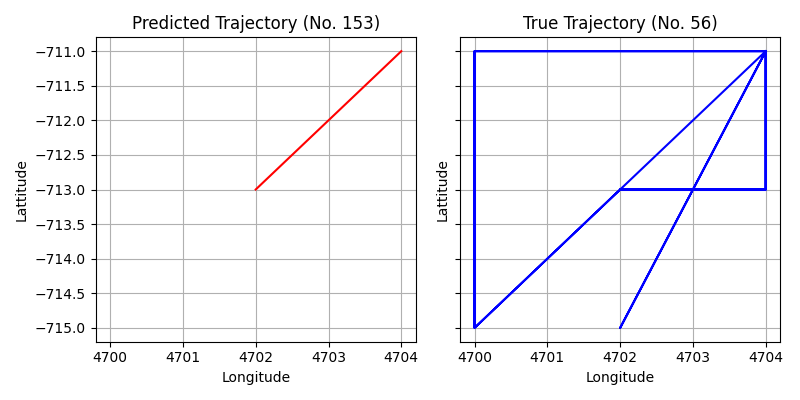 Predicted Trajectory (No. 153)
True Trajectory (No. 56)
Lattitude
−711.0
−711.5
−712.0
−712.5
−713.0
−713.5
−714.0
−714.5
−715.0
4700 4701 4702 4703 4704
Longitude
Lattitude
4700 4701 4702 4703 4704
Longitude